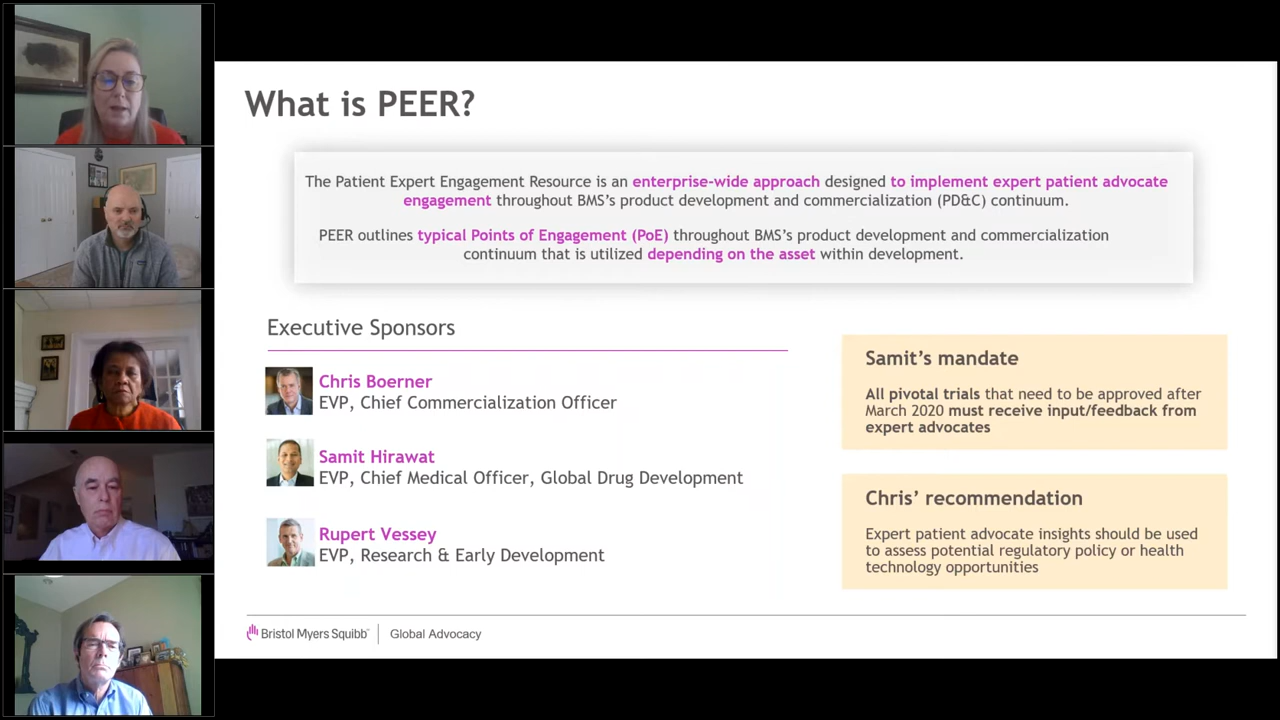 What is PEER?
The Patient Expert Engagement Resource is an enterprise-wide approach designed to implement expert patient advocate
engagement throughout BMS's product development and commercialization (PD&C) continuum.
PEER outlines typical Points of Engagement (PoE) throughout BMS's product development and commercialization
continuum that is utilized depending on the asset within development.
Executive Sponsors
Chris Boerner
EVP, Chief Commercialization Officer
Samit Hirawat
EVP, Chief Medical Officer, Global Drug Development
Rupert Vessey
EVP, Research & Early Development
Samit's mandate
All pivotal trials that need to be approved after
March 2020 must receive input/feedback from
expert advocates
Chris' recommendation
Expert patient advocate insights should be used
to assess potential regulatory policy or health
technology opportunities
Bristol Myers Squibb™ | Global Advocacy